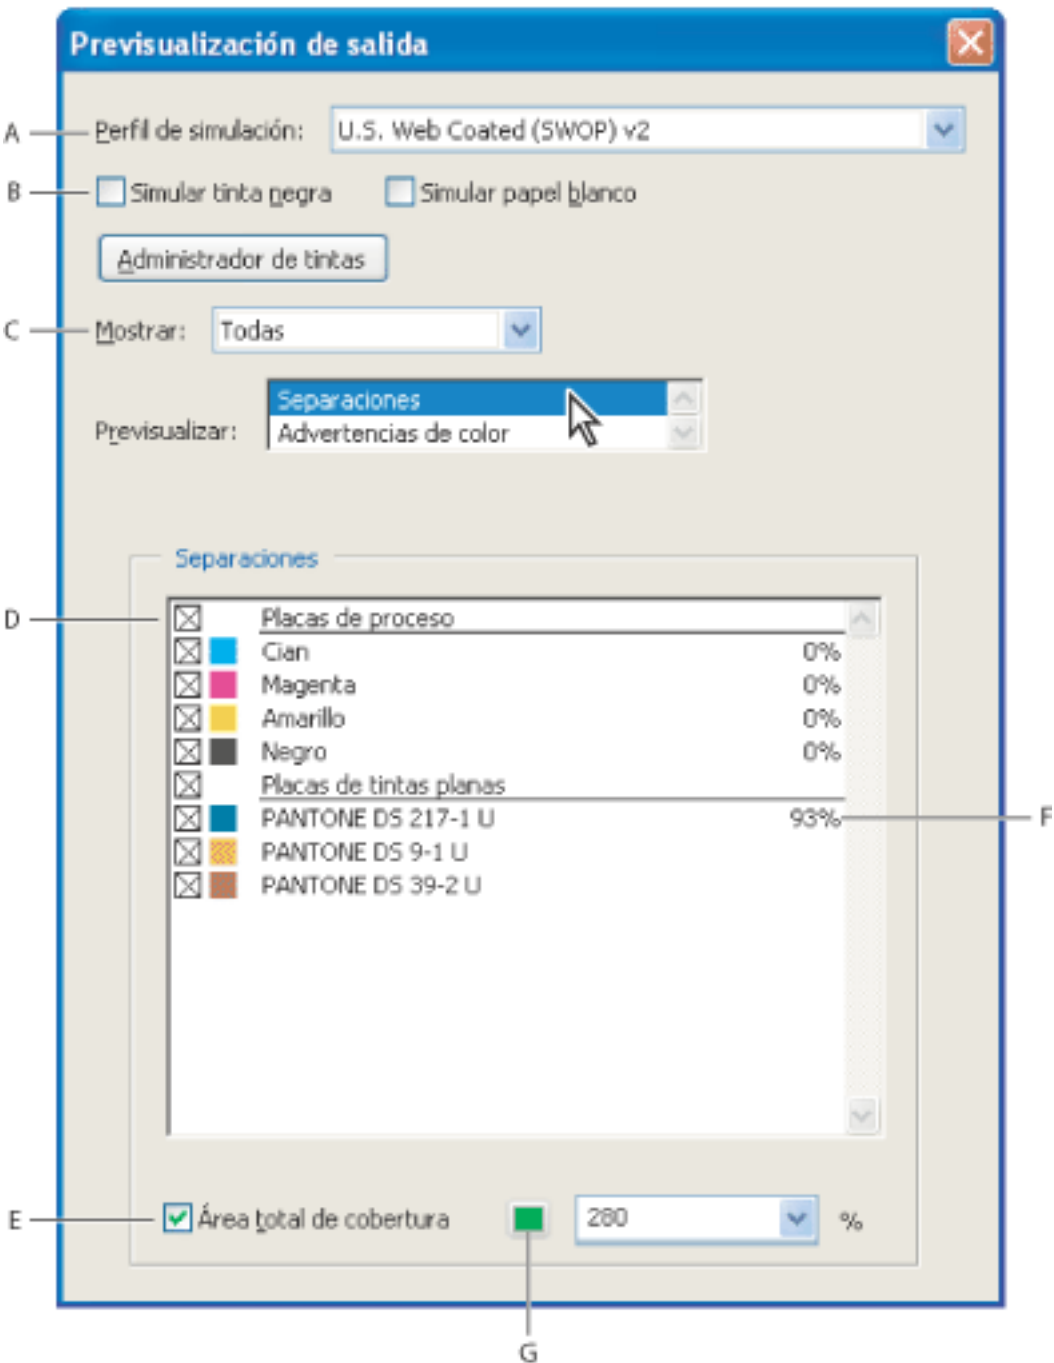 Previsualización de salida
A Perfil de simulación: U.S. Web Coated (SWOP) v2
B Simular tinta negra Simular papel blanco
Administrador de tintas
C Mostrar: Todas
Separaciones
Previsualizar: Advertencias de color
Separaciones
D Placas de proceso
Cian 0%
Magenta 0%
Amarillo 0%
Negro 0%
Placas de tintas planas
PANTONE DS 217-1 U 93% F
PANTONE DS 9-1 U
PANTONE DS 39-2 U
E Área total de cobertura 280 %
G